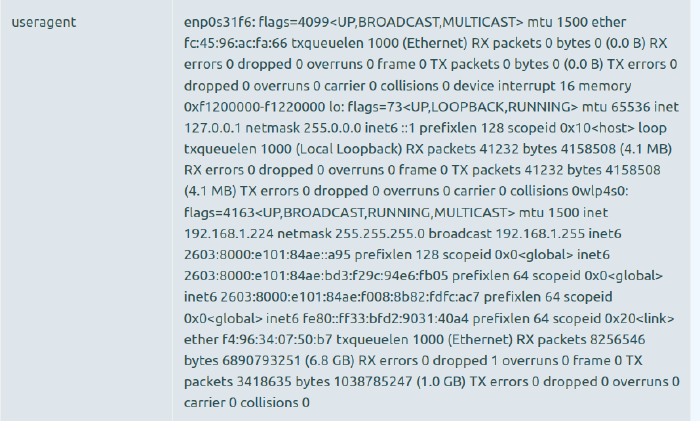 useragent
enp0s31f6: flags=4099<UP,BROADCAST,MULTICAST> mtu 1500 ether
fc:45:96:ac:fa:66 txqueuelen 1000 (Ethernet) RX packets 0 bytes 0 (0.0 B) RX
errors 0 dropped 0 overruns 0 frame 0 TX packets 0 bytes 0 (0.0 B) TX errors 0
dropped 0 overruns 0 carrier 0 collisions 0 device interrupt 16 memory
0xf1200000-f1220000 lo: flags=73<UP,LOOPBACK,RUNNING> mtu 65536 inet
127.0.0.1 netmask 255.0.0.0 inet6 ::1 prefixlen 128 scopeid 0x10<host> loop
txqueuelen 1000 (Local Loopback) RX packets 41232 bytes 4158508 (4.1 MB)
RX errors 0 dropped 0 overruns 0 frame 0 TX packets 41232 bytes 4158508
(4.1 MB) TX errors 0 dropped 0 overruns 0 carrier 0 collisions 0wlp4s0:
flags=4163<UP,BROADCAST,RUNNING,MULTICAST> mtu 1500 inet
192.168.1.224 netmask 255.255.255.0 broadcast 192.168.1.255 inet6
2603:8000:e101:84ae::a95 prefixlen 128 scopeid 0x0<global> inet6
2603:8000:e101:84ae:bd3:f29c:94e6:fb05 prefixlen 64 scopeid 0x0<global>
inet6 2603:8000:e101:84ae:f008:8b82:fdfc:ac7 prefixlen 64 scopeid
0x0<global> inet6 fe80::ff33:bfd2:9031:40a4 prefixlen 64 scopeid 0x20<link>
ether f4:96:34:07:50:b7 txqueuelen 1000 (Ethernet) RX packets 8256546
bytes 6890793251 (6.8 GB) RX errors 0 dropped 1 overruns 0 frame 0 TX
packets 3418635 bytes 1038785247 (1.0 GB) TX errors 0 dropped 0 overruns 0
carrier 0 collisions 0